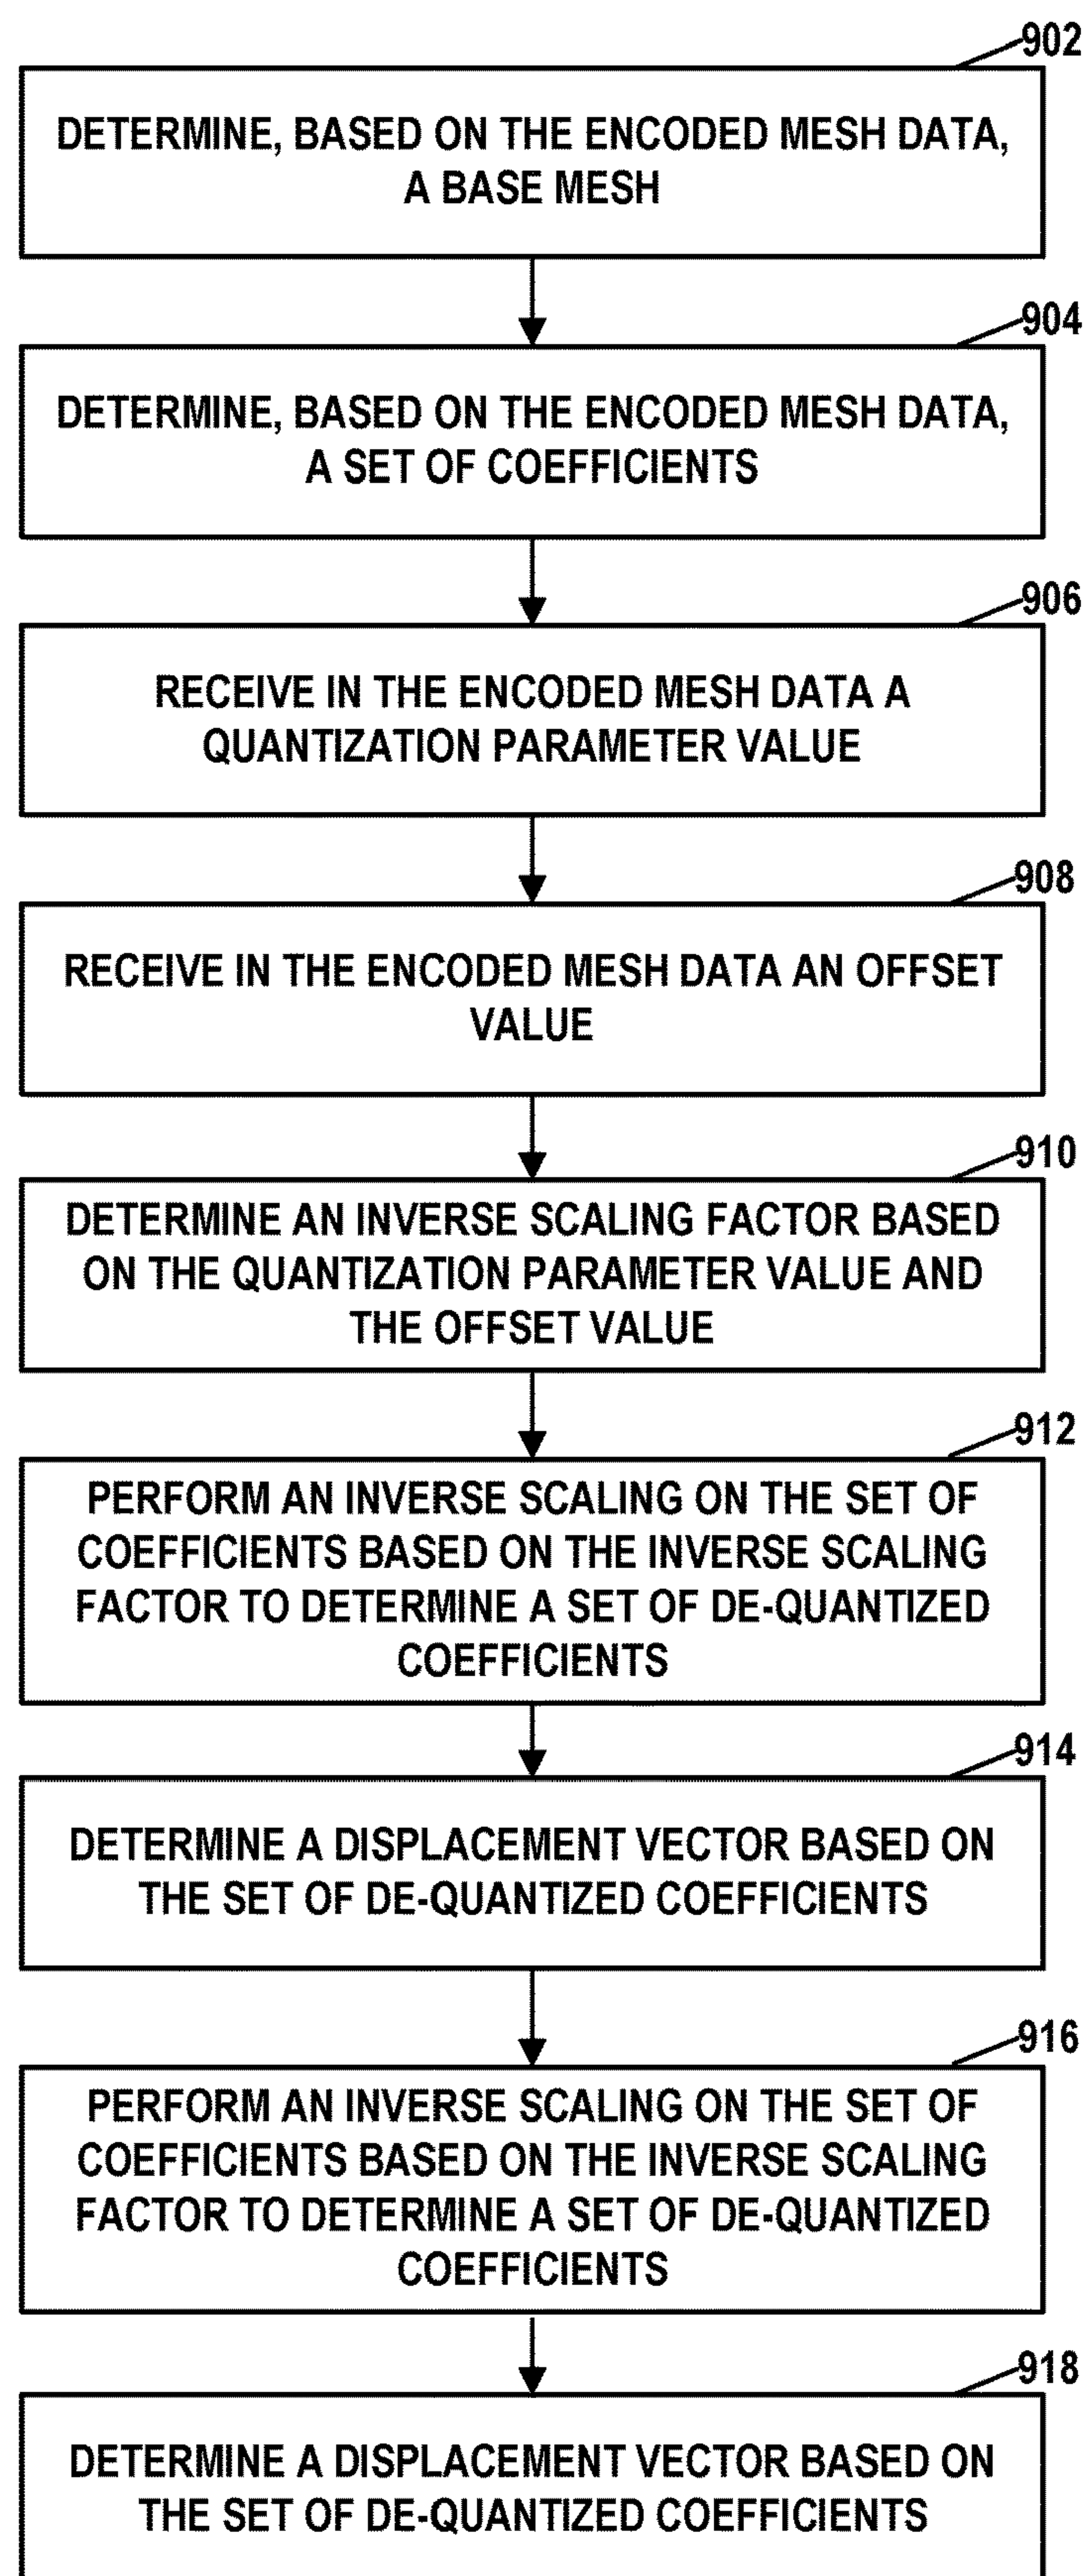 902
DETERMINE, BASED ON THE ENCODED MESH DATA,
A BASE MESH
904
DETERMINE, BASED ON THE ENCODED MESH DATA,
A SET OF COEFFICIENTS
906
RECEIVE IN THE ENCODED MESH DATA A
QUANTIZATION PARAMETER VALUE
908
RECEIVE IN THE ENCODED MESH DATA AN OFFSET
VALUE
910
DETERMINE AN INVERSE SCALING FACTOR BASED
ON THE QUANTIZATION PARAMETER VALUE AND
THE OFFSET VALUE
912
PERFORM AN INVERSE SCALING ON THE SET OF
COEFFICIENTS BASED ON THE INVERSE SCALING
FACTOR TO DETERMINE A SET OF DE-QUANTIZED
COEFFICIENTS
914
DETERMINE A DISPLACEMENT VECTOR BASED ON
THE SET OF DE-QUANTIZED COEFFICIENTS
916
PERFORM AN INVERSE SCALING ON THE SET OF
COEFFICIENTS BASED ON THE INVERSE SCALING
FACTOR TO DETERMINE A SET OF DE-QUANTIZED
COEFFICIENTS
918
DETERMINE A DISPLACEMENT VECTOR BASED ON
THE SET OF DE-QUANTIZED COEFFICIENTS